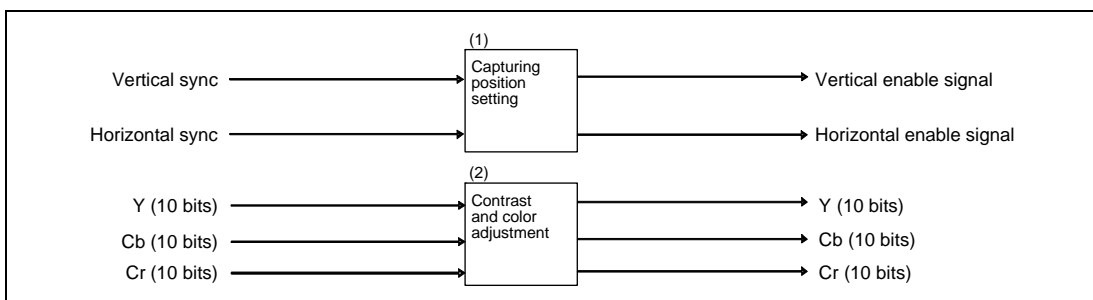 (1)
Capturing
position
setting
Vertical sync
Vertical enable signal
Horizontal sync
Horizontal enable signal
(2)
Contrast
and color
adjustment
Y (10 bits)
Y (10 bits)
Cb (10 bits)
Cb (10 bits)
Cr (10 bits)
Cr (10 bits)